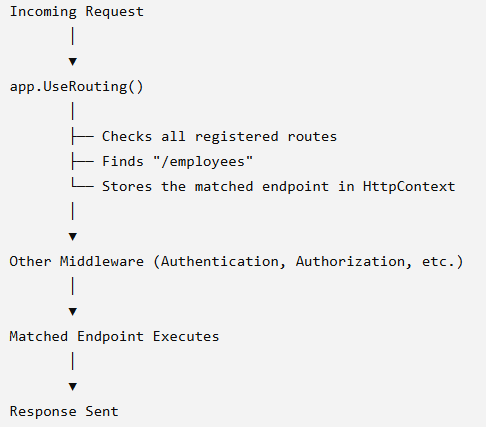 Incoming Request
│
▼
app.UseRouting()
│
├── Checks all registered routes
├── Finds "/employees"
└── Stores the matched endpoint in HttpContext
│
▼
Other Middleware (Authentication, Authorization, etc.)
│
▼
Matched Endpoint Executes
│
▼
Response Sent